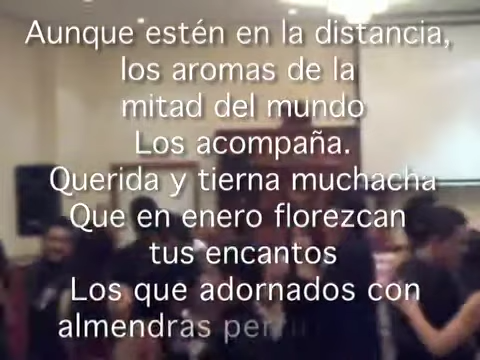 Aunque estén en la distancia,
los aromas de la
mitad del mundo
Los acompaña.
Querida y tierna muchacha
Que en enero florezcan
tus encantos
Los que adornados con
almendras